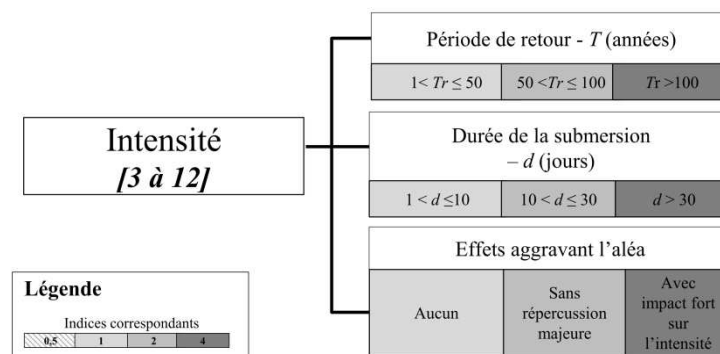 Période de retour - T (années)
1< Tr ≤ 50
50 <Tr ≤ 100
Tr >100
Intensité
[3 à 12]
Durée de la submersion
– d (jours)
1 < d ≤10
10 < d ≤ 30
d > 30
Effets aggravant l’aléa
Aucun
Sans
répercussion
majeure
Avec
impact fort
sur
l’intensité
Légende
Indices correspondants
0,5
1
2
4